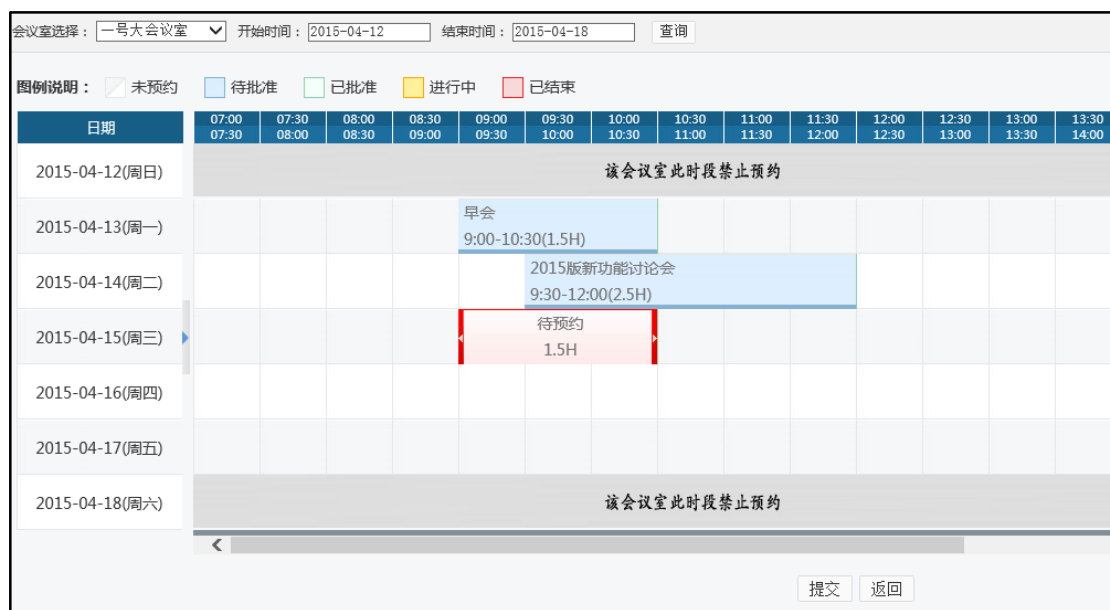 会议室选择： 一号大会议室 开始时间： 2015-04-12 结束时间： 2015-04-18 查询
图例说明： 未预约 待批准 已批准 进行中 已结束
日期
07:00 07:30 08:00 08:30 09:00 09:30 10:00 10:30 11:00 11:30 12:00 12:30 13:00 13:30
07:30 08:00 08:30 09:00 09:30 10:00 10:30 11:00 11:30 12:00 12:30 13:00 13:30 14:00
2015-04-12(周日) 该会议室此时段禁止预约
2015-04-13(周一)
早会
9:00-10:30(1.5H)
2015-04-14(周二)
2015版新功能讨论会
9:30-12:00(2.5H)
2015-04-15(周三)
待预约
1.5H
2015-04-16(周四)
2015-04-17(周五)
2015-04-18(周六) 该会议室此时段禁止预约
提交 返回